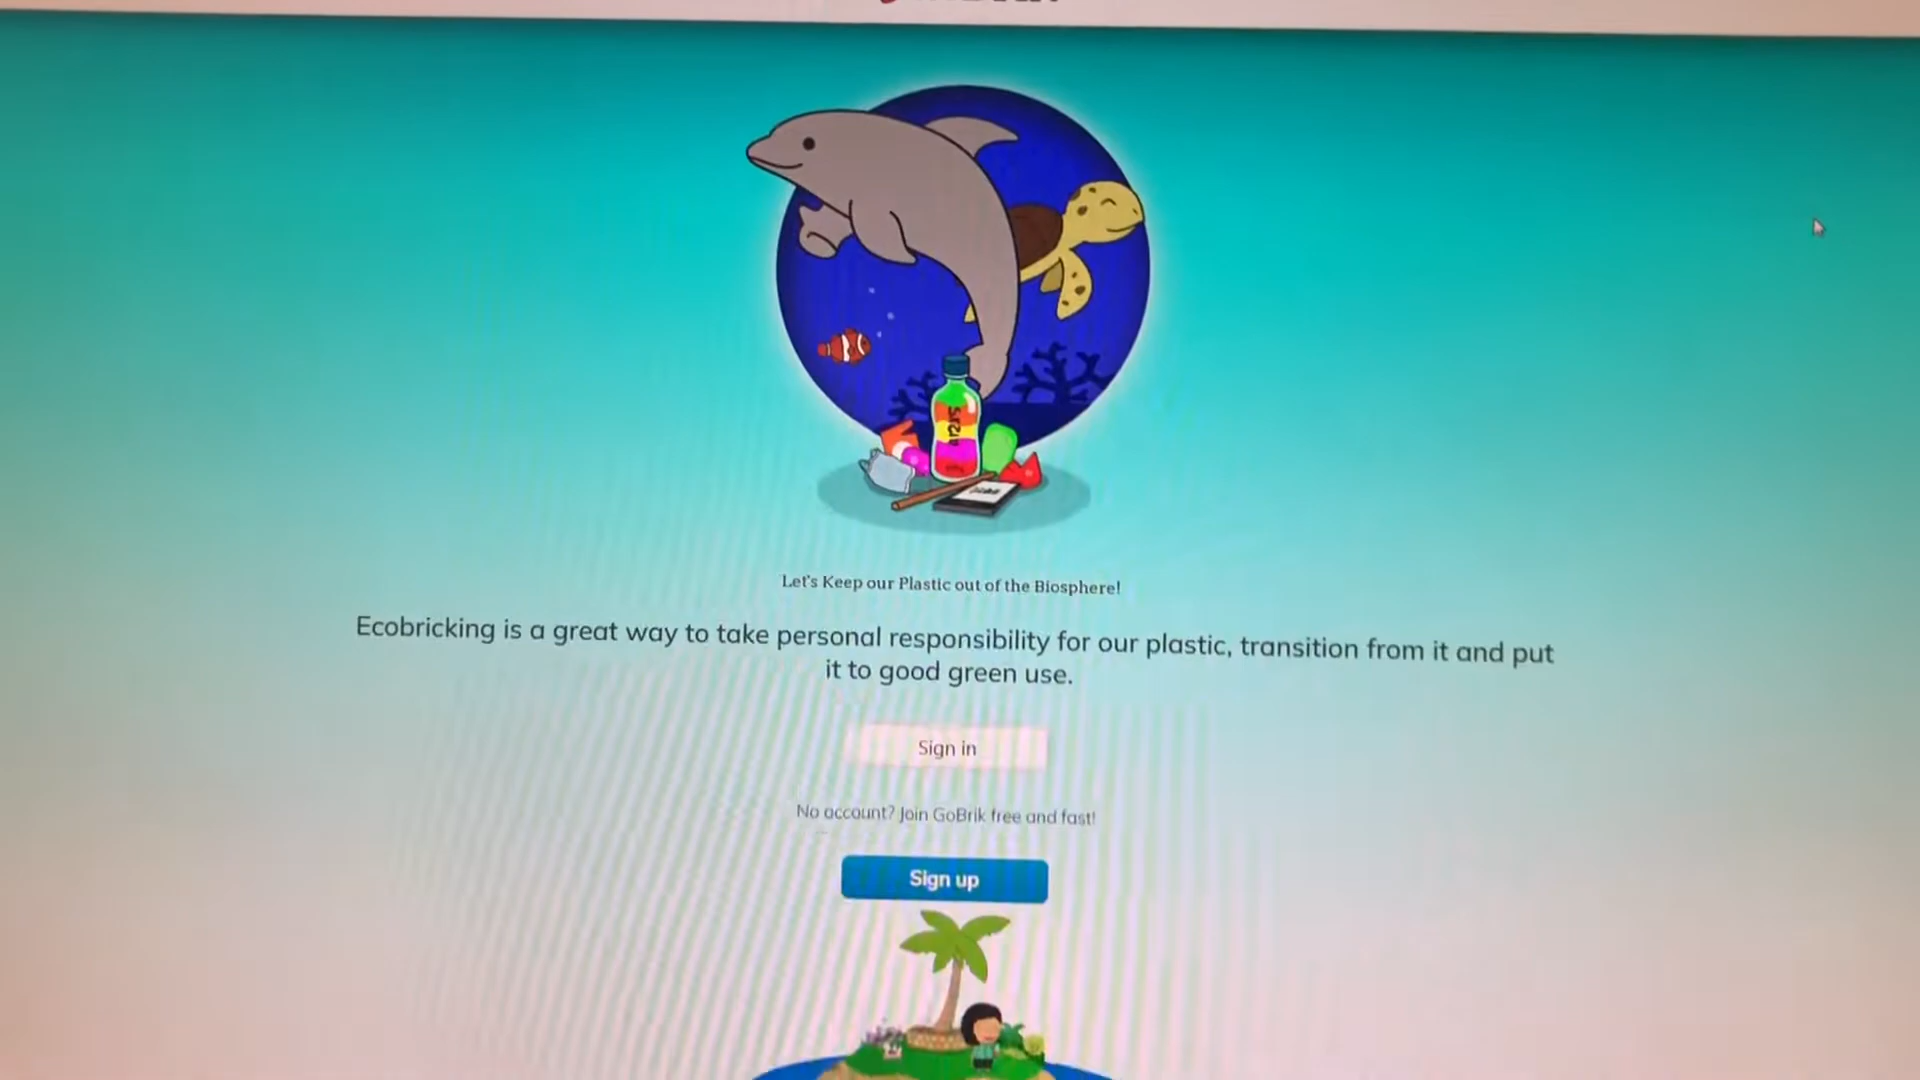 Let's Keep our Plastic out of the Biosphere!
Ecobricking is a great way to take personal responsibility for our plastic, transition from it and put
it to good green use.
Sign in
No account? Join GoBrik free and fast!
Sign up